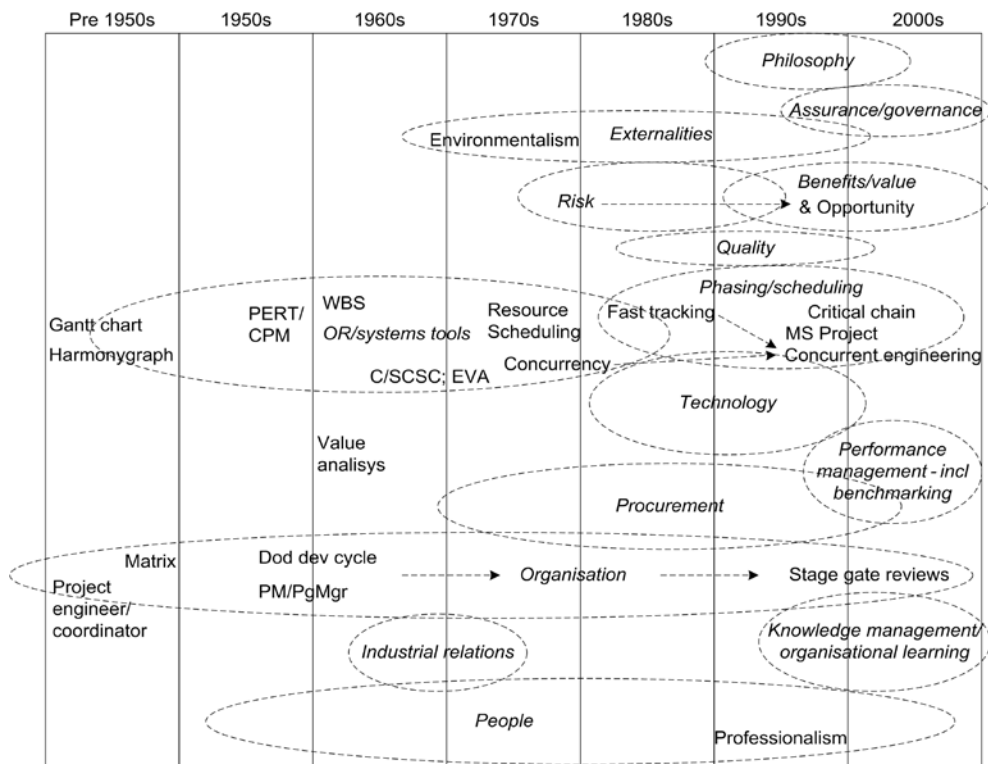 Pre 1950s 1950s 1960s 1970s 1980s 1990s 2000s
Philosophy
Assurance/governance
Environmentalism
Externalities
Benefits/value
Risk
& Opportunity
Quality
Phasing/scheduling
WBS
PERT/
CPM
OR/systems tools
Resource
Scheduling
Fast tracking
Critical chain
MS Project
Concurrent engineering
Gantt chart
Harmonygraph
Concurrency
C/SCSC; EVA
Technology
Value
analisys
Performance
management - incl
benchmarking
Procurement
Matrix
Dod dev cycle
PM/PgMgr
Organisation
Stage gate reviews
Project
engineer/
coordinator
Industrial relations
Knowledge management/
organisational learning
People
Professionalism